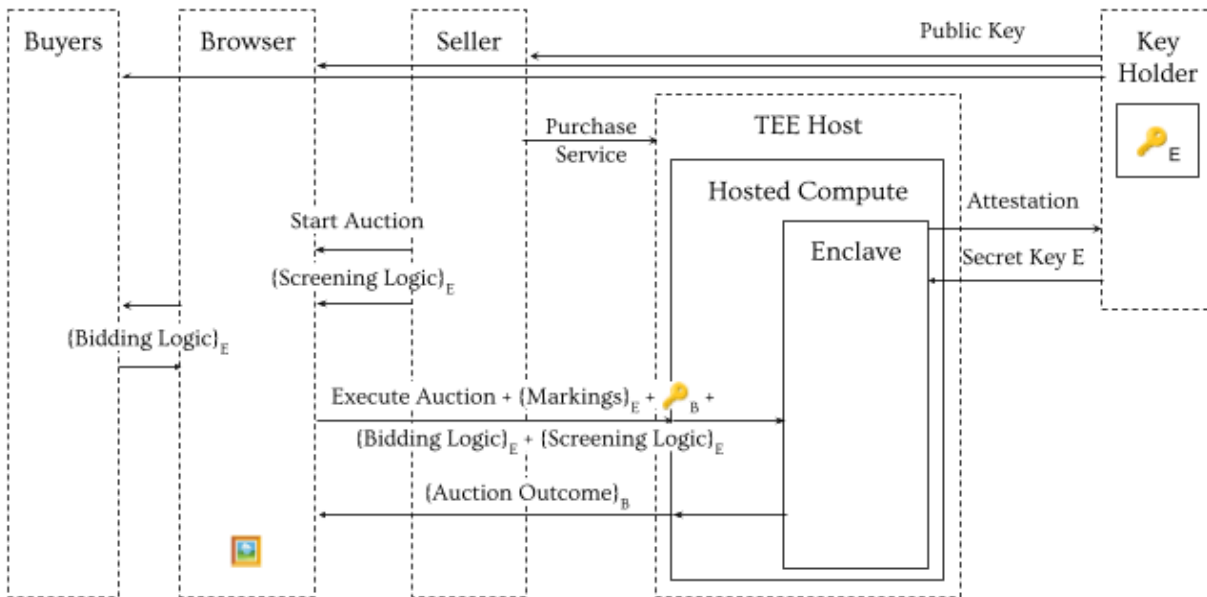 Buyers
Browser
Seller
Public Key
Key
Holder
E
Purchase
Service
TEE Host
Hosted Compute
Enclave
Attestation
Secret Key E
Start Auction
{Screening Logic}E
{Bidding Logic}E
Execute Auction + {Markings}E + B +
{Bidding Logic}E + {Screening Logic}E
{Auction Outcome}B